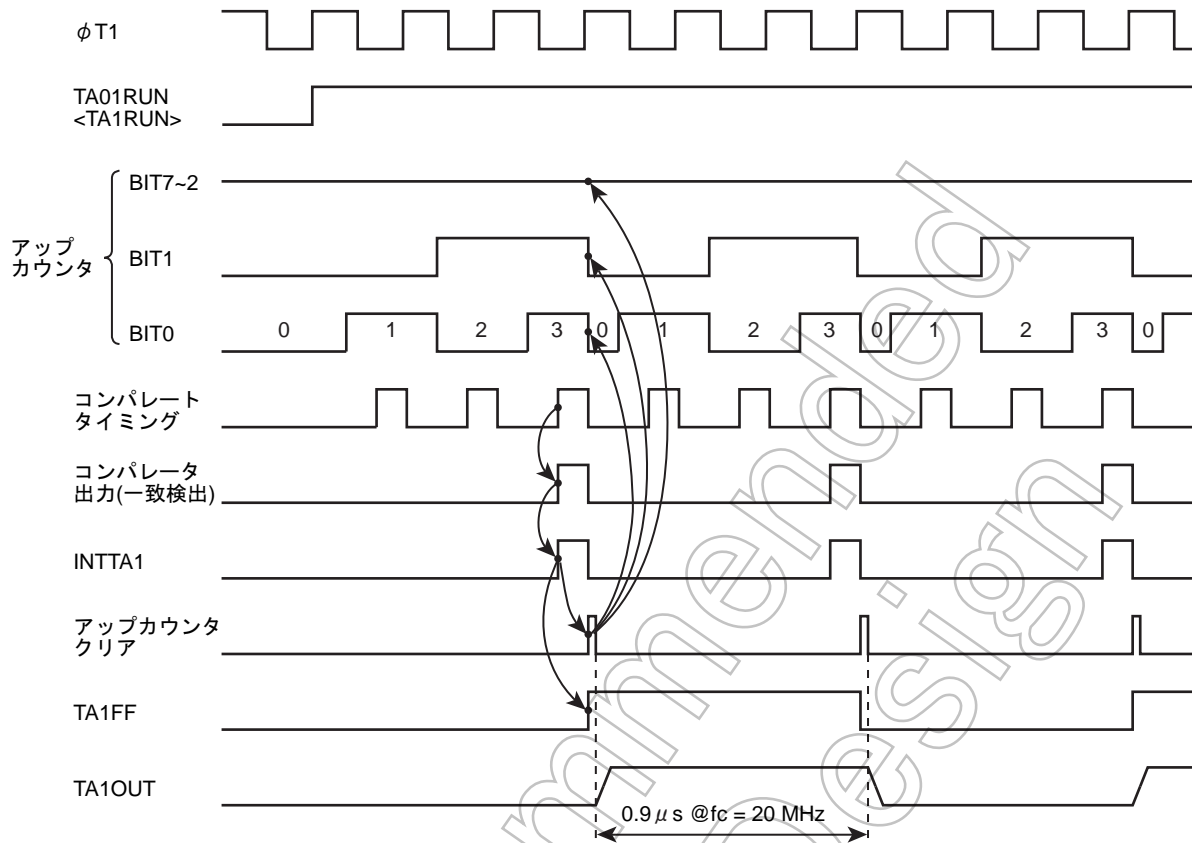 φT1
TA01RUN
<TA1RUN>
アップ
カウンタ
BIT7~2
BIT1
BIT0
0 1 2 3 0 1 2 3 0 1 2 3 0
コンパレート
タイミング
コンパレータ
出力(一致検出)
INTTA1
アップカウンタ
クリア
TA1FF
TA1OUT
0.9μs @fc = 20 MHz
mmended
esign